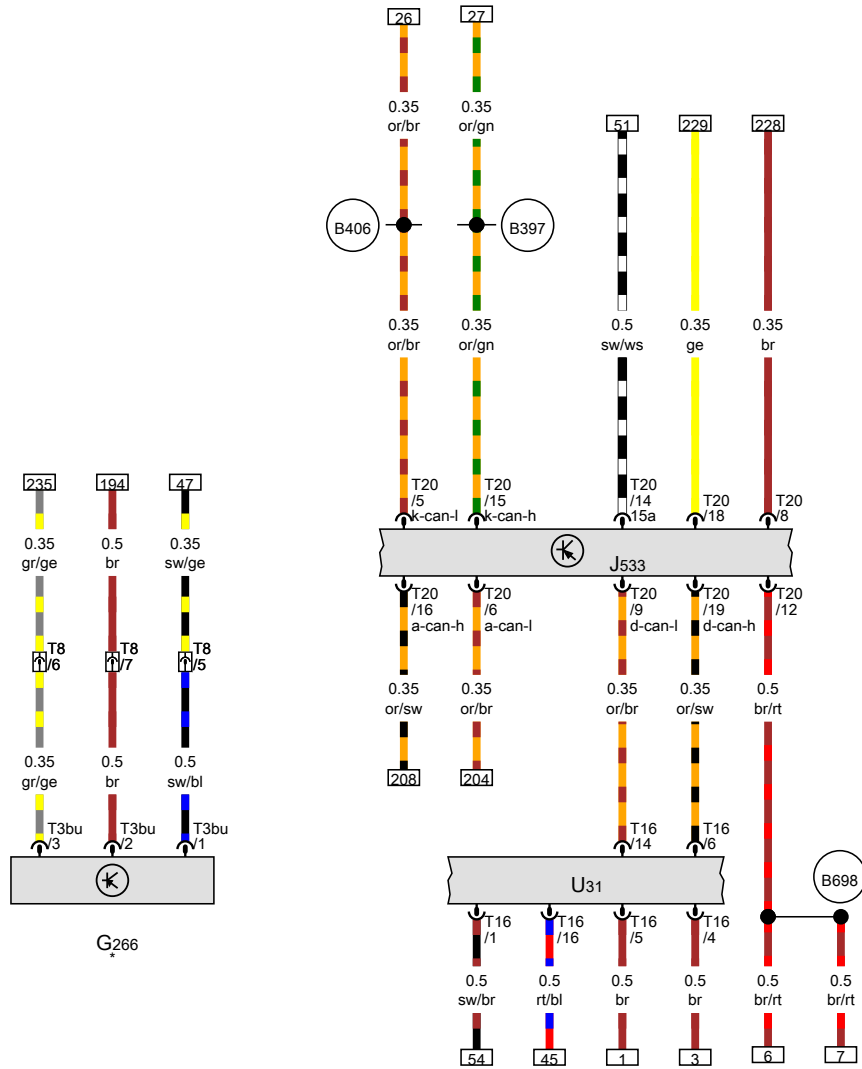 26 27
0.35 0.35
or/br or/gn
51 229 228
B406 B397
0.35 0.35 0.5 0.35 0.35
or/br or/gn sw/ws ge br
235 194 47
T20 T20 T20 T20 T20
/5 /15 /14 /18 /8
k-can-l k-can-h 15a
0.35 0.5 0.35
gr/ge br sw/ge
J533
T20 T20 T20 T20 T20
/16 /6 /9 /19 /12
a-can-h a-can-l d-can-l d-can-h
T8 T8 T8
/6 /7 /5
0.35 0.35 0.35 0.35 0.5
or/sw or/br or/br or/sw br/rt
0.35 0.5 0.5
gr/ge br sw/bl
208 204
T3bu T3bu T3bu
/3 /2 /1
T16 T16
/14 /6
U31
B698
G266
*
T16 T16 T16 T16
/1 /16 /5 /4
0.5 0.5 0.5 0.5 0.5 0.5
sw/br rt/bl br br br/rt br/rt
54 45 1 3 6 7